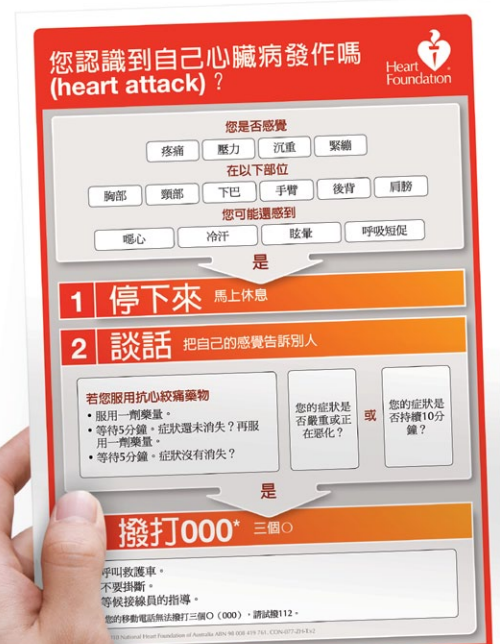 您認識到自己心臟病發作嗎
(heart attack)？
Heart
Foundation
您是否感覺
疼痛 壓力 沉重 緊繃
在以下部位
胸部 頸部 下巴 手臂 後背 肩膀
您可能還感到
噁心 冷汗 眩暈 呼吸短促
是
1 停下來 馬上休息
2 談話 把自己的感覺告訴別人
若您服用抗心絞痛藥物
• 服用一劑藥量。
• 等待5分鐘。症狀還未消失？再服
用一劑藥量。
• 等待5分鐘。症狀沒有消失？
您的症狀是
否嚴重或正
在惡化？
或
您的症狀是
否持續10分
鐘？
是
撥打000* 三個○
呼叫救護車。
不要掛斷。
等候接線員的指導。
您的移動電話無法撥打三個○（000），請試撥112。
National Heart Foundation of Australia ABN 98 008 419 761